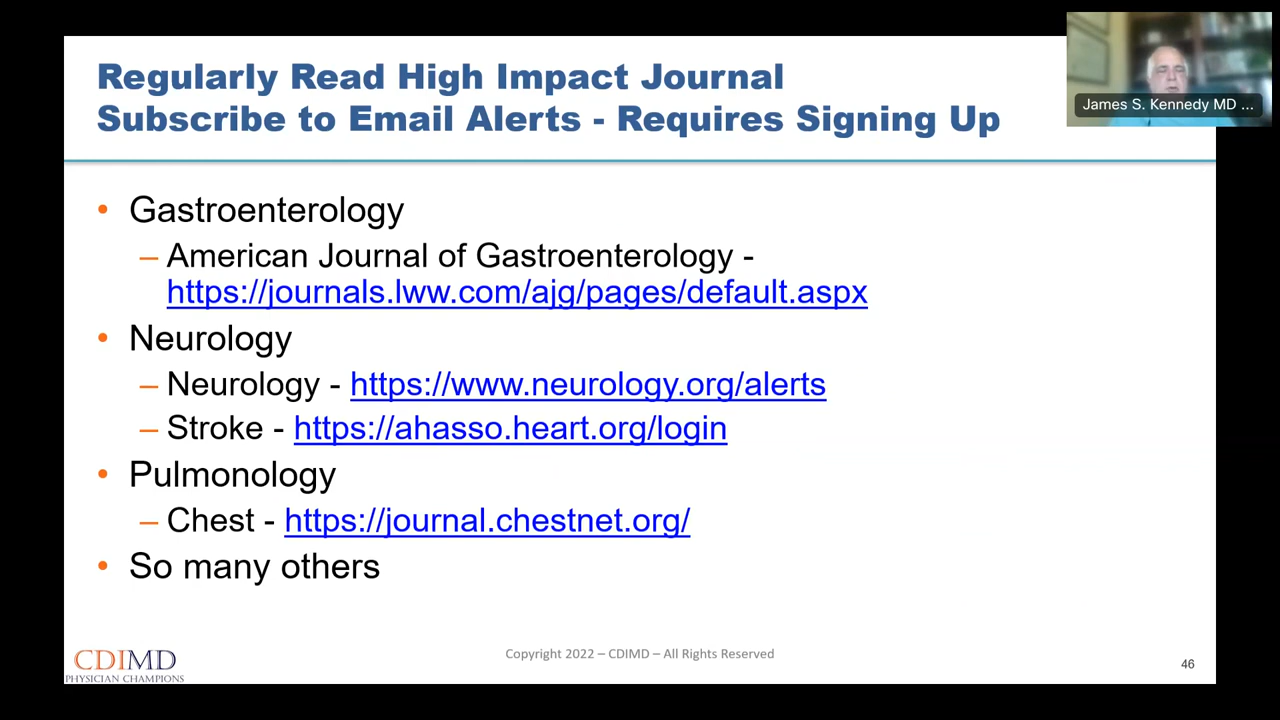 Regularly Read High Impact Journal
Subscribe to Email Alerts - Requires Signing Up
James S. Kennedy MD ...
• Gastroenterology
– American Journal of Gastroenterology -
https://journals.lww.com/ajg/pages/default.aspx
• Neurology
– Neurology - https://www.neurology.org/alerts
– Stroke - https://ahasso.heart.org/login
• Pulmonology
– Chest - https://journal.chestnet.org/
• So many others
CDIMD
PHYSICIAN CHAMPIONS
Copyright 2022 – CDIMD – All Rights Reserved
46